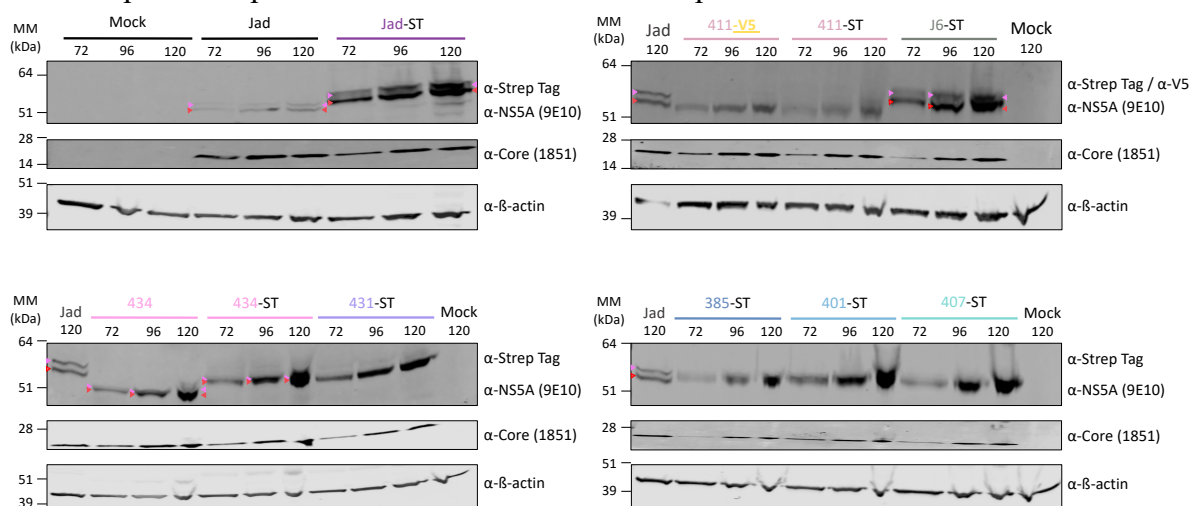 MM
(kDa)
Mock
Jad
Jad-ST
72 96 120 72 96 120 72 96 120
64
51
α-Strep Tag
α-NS5A (9E10)
28
14
α-Core (1851)
51
39
α-ß-actin
MM
(kDa)
Jad
411-V5
411-ST
J6-ST
Mock
120 72 96 120 72 96 120 72 96 120 120
64
51
α-Strep Tag / α-V5
α-NS5A (9E10)
28
14
α-Core (1851)
39
α-ß-actin
MM
(kDa)
Jad
434
434-ST
431-ST
Mock
120 72 96 120 72 96 120 72 96 120 120
64
51
α-Strep Tag
α-NS5A (9E10)
28
α-Core (1851)
51
39
α-ß-actin
MM
(kDa)
Jad
385-ST
401-ST
407-ST
Mock
120 72 96 120 72 96 120 72 96 120 120
64
51
α-Strep Tag
α-NS5A (9E10)
28
α-Core (1851)
51
39
α-ß-actin